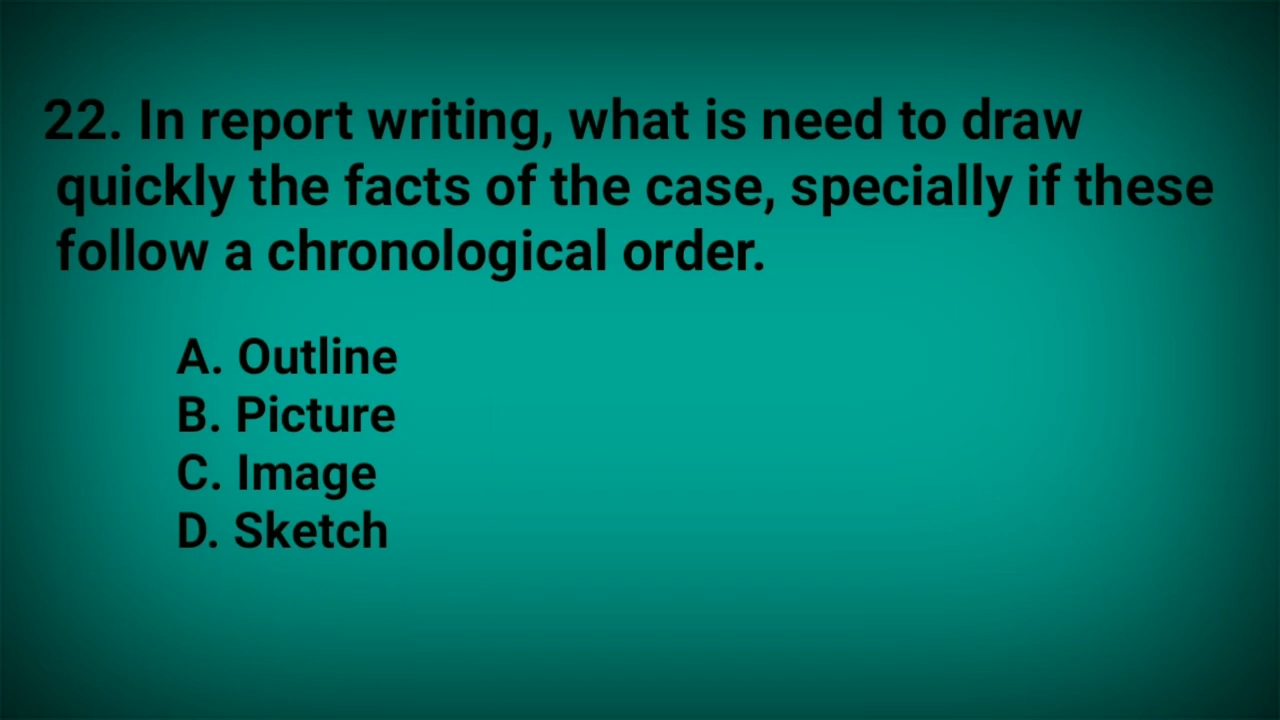 22. In report writing, what is need to draw
quickly the facts of the case, specially if these
follow a chronological order.
A. Outline
B. Picture
C. Image
D. Sketch